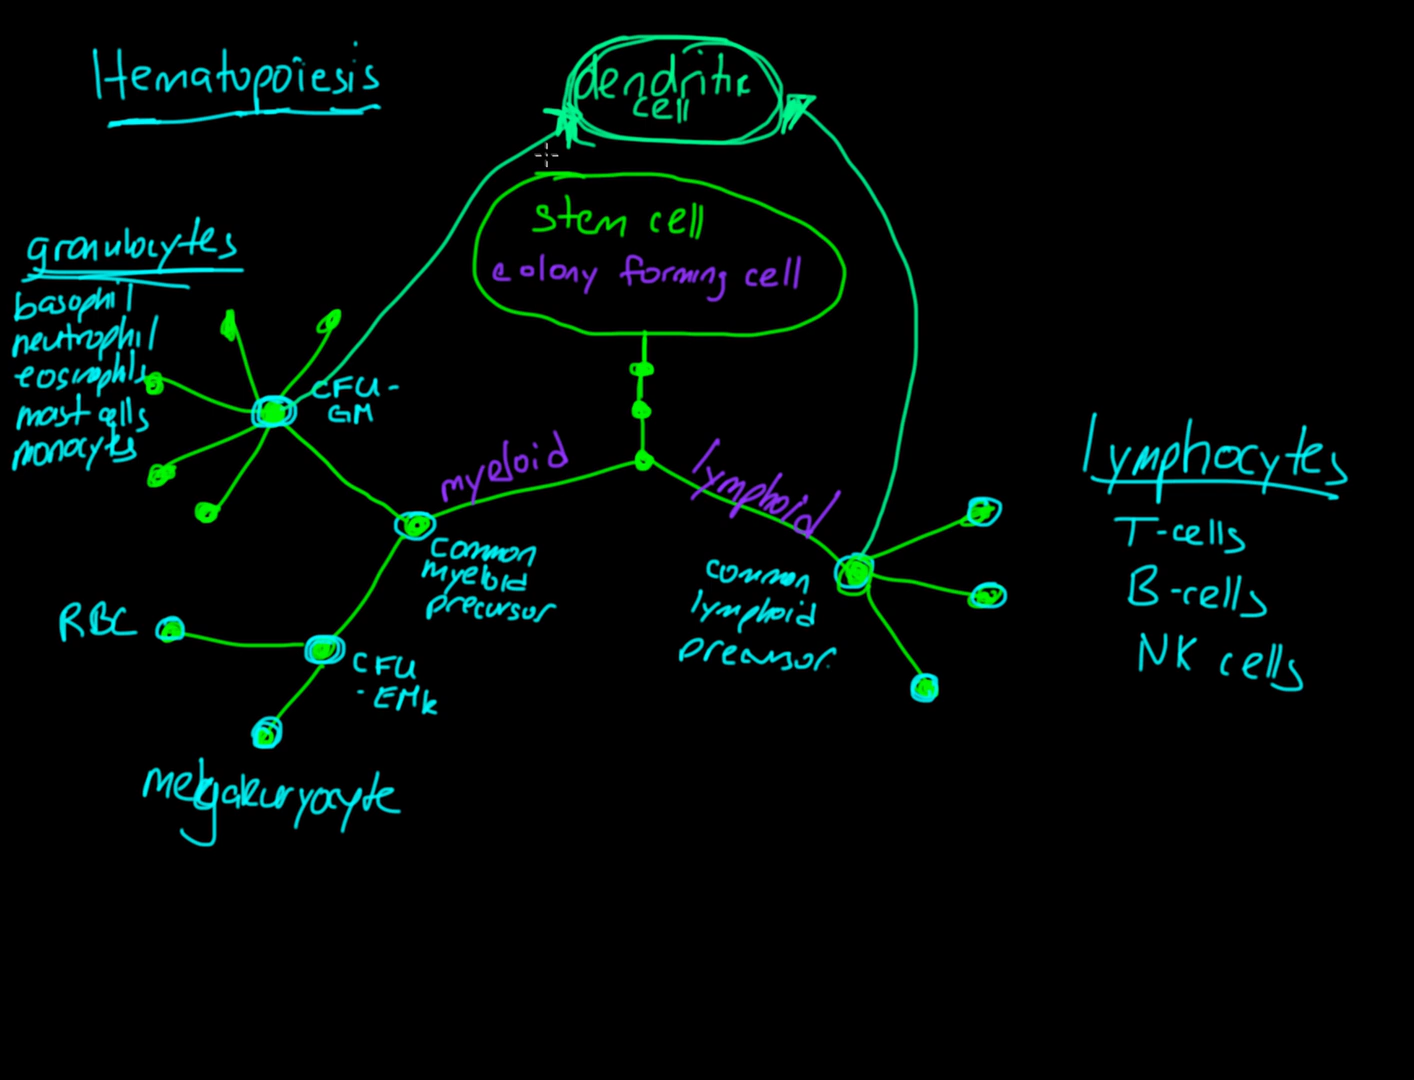 Hematopoiesis
dendritic
cell
stem cell
colony forming cell
granulocytes
basophil
neutrophil
eosinophils
mast cells
monocytes
CFU-
GM
myeloid
lymphoid
common
myeloid
precursor
RBC
CFU
-EMk
megakuryocyte
common
lymphoid
precursor.
Lymphocytes
T-cells
B-cells
NK cells